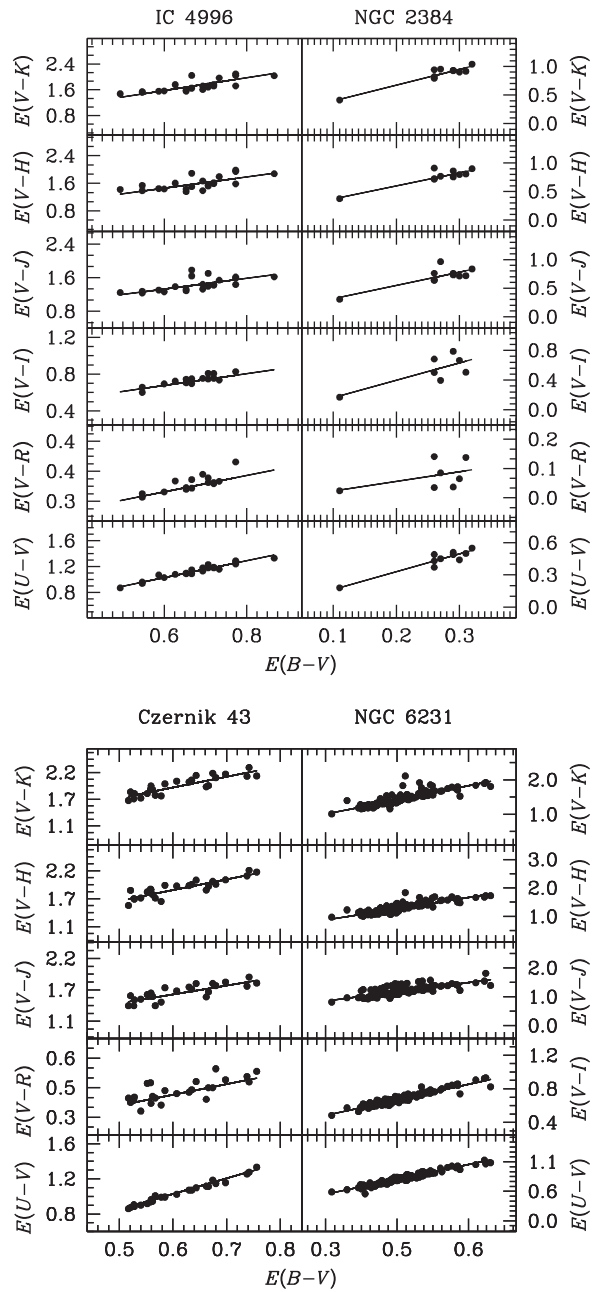 IC 4996 NGC 2384
E(V−K) 2.4 1.6 0.8 1.0 0.5 0.0 E(V−K)
E(V−H) 2.4 1.6 0.8 1.0 0.5 0.0 E(V−H)
E(V−J) 2.4 1.6 0.8 1.0 0.5 0.0 E(V−J)
E(V−I) 1.2 0.8 0.4 0.8 0.4 0.0 E(V−I)
E(V−R) 0.4 0.4 0.3 0.2 0.1 0.0 E(V−R)
E(U−V) 1.6 1.2 0.8 0.6 0.3 0.0 E(U−V)
0.6 0.8 0.1 0.2 0.3
E(B−V)
Czernik 43 NGC 6231
E(V−K) 2.2 1.7 1.1 2.0 1.0 E(V−K)
E(V−H) 2.2 1.7 1.1 3.0 2.0 1.0 E(V−H)
E(V−J) 2.2 1.7 1.1 2.0 1.0 0.0 E(V−J)
E(V−R) 0.6 0.5 0.3 1.2 0.8 0.4 E(V−I)
E(U−V) 1.6 1.2 0.8 1.1 0.6 0.0 E(U−V)
0.5 0.6 0.7 0.8 0.3 0.5 0.6
E(B−V)